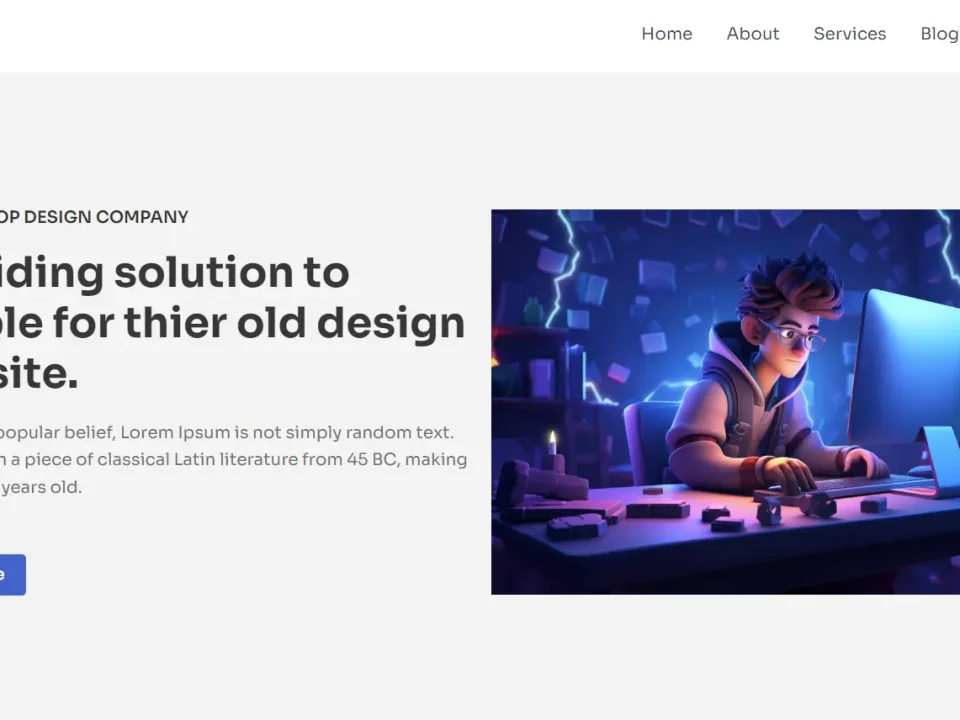 Home About Services Blog
OP DESIGN COMPANY
iding solution to
ple for thier old design
site.
popular belief, Lorem Ipsum is not simply random text.
n a piece of classical Latin literature from 45 BC, making
years old.
e